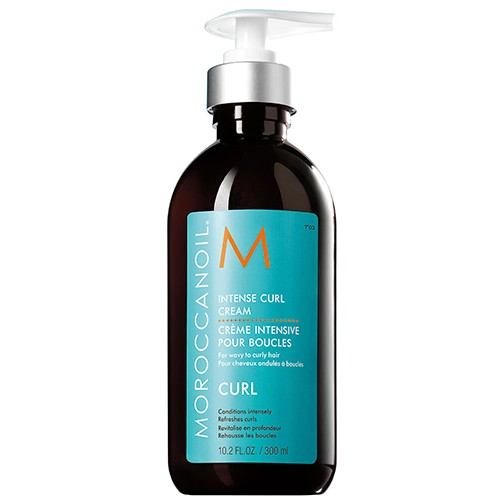 MOROCCANOIL®
M
INTENSE CURL
CREAM
CRÈME INTENSIVE
POUR BOUCLES
For wavy to curly hair
Pour cheveux ondulés à bouclés
CURL
Conditions intensely
Refreshes curls
Revitalise en profondeur
Rehausse les boucles
10.2 FL.OZ / 300 ml